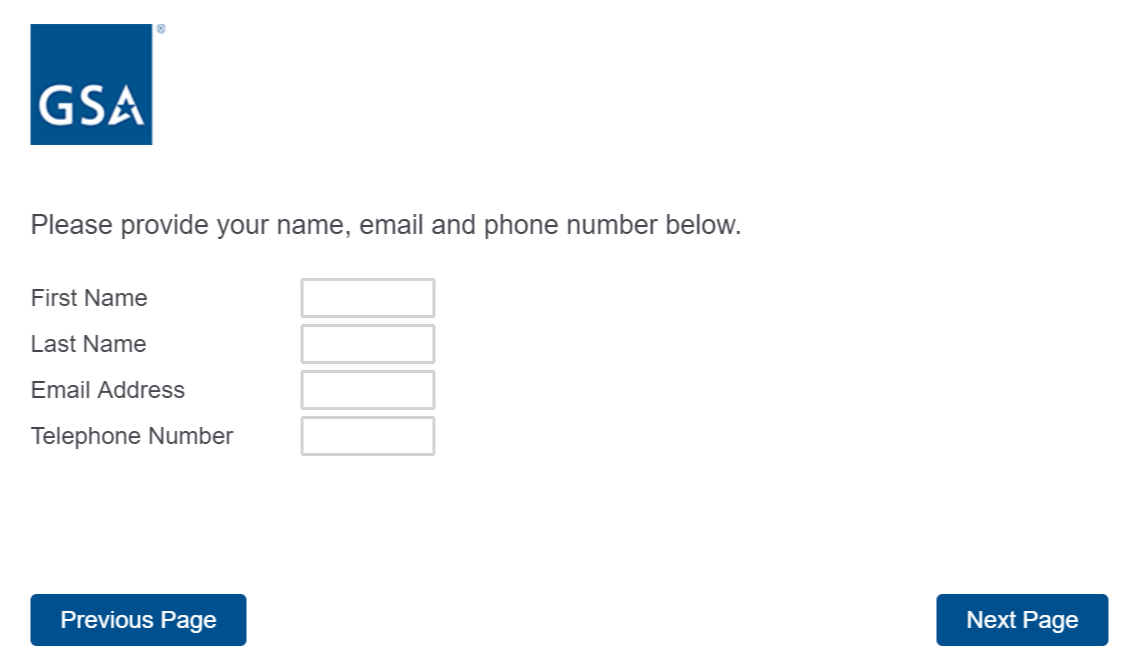 ®
GSA
Please provide your name, email and phone number below.
First Name
Last Name
Email Address
Telephone Number
Previous Page
Next Page